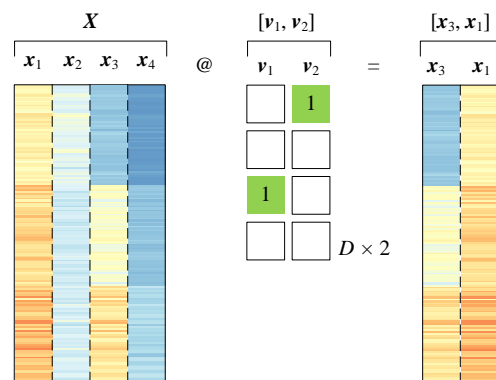 X [v₁, v₂] [x₃, x₁]
x₁ x₂ x₃ x₄ @ v₁ v₂ = x₃ x₁
1
1
D × 2